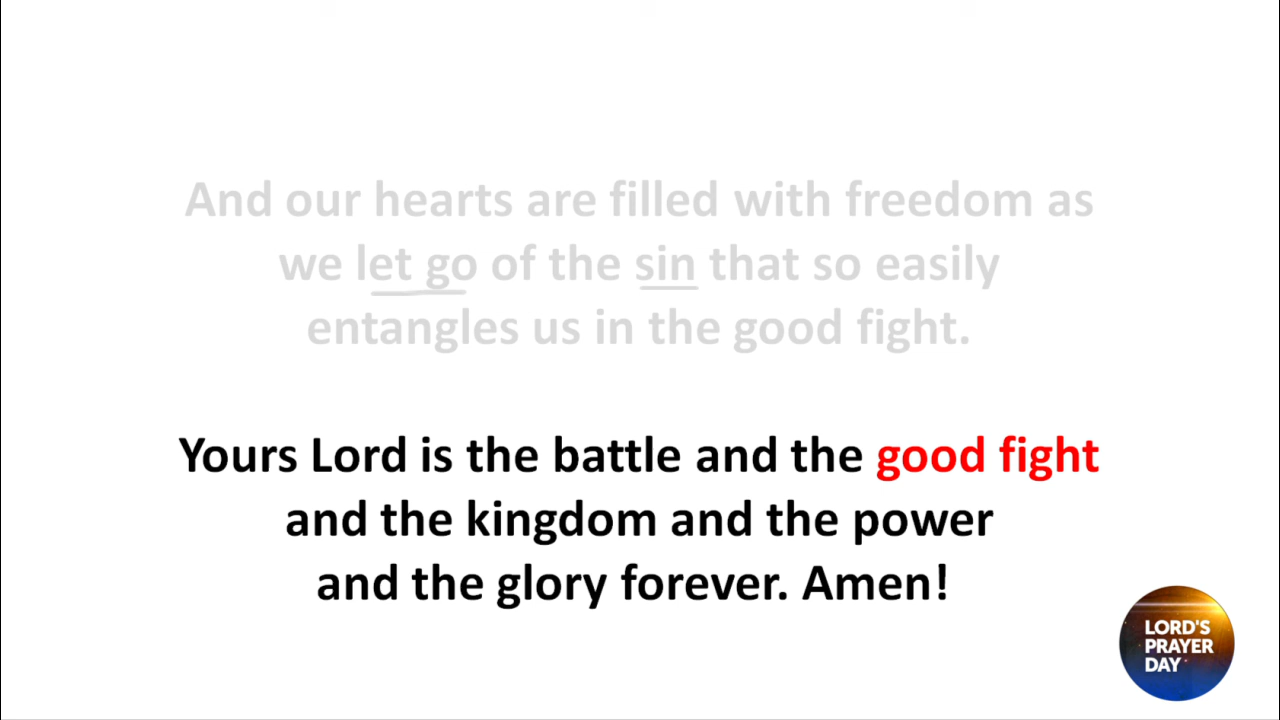 And our hearts are filled with freedom as
we let go of the sin that so easily
entangles us in the good fight.
Yours Lord is the battle and the good fight
and the kingdom and the power
and the glory forever. Amen!
LORD'S
PRAYER
DAY